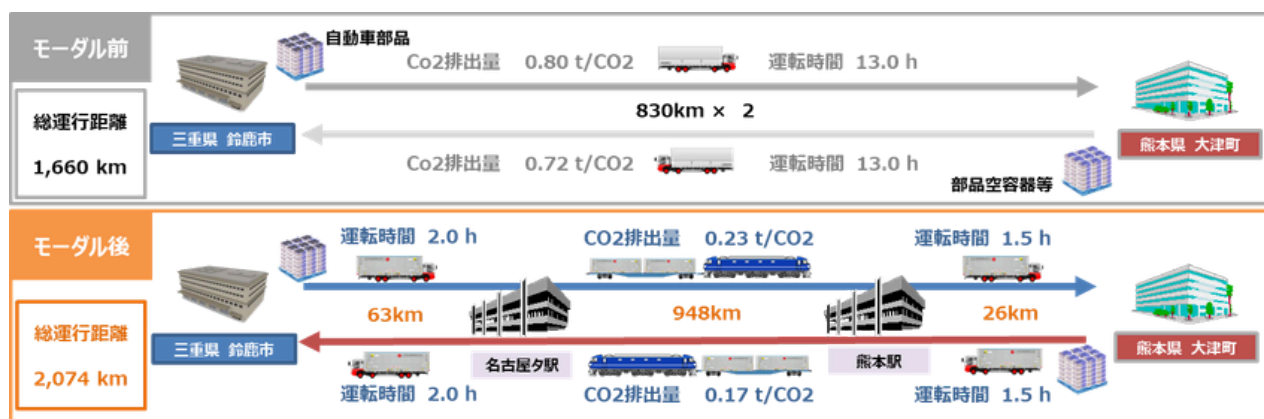 モーダル前
総運行距離
1,660 km
自動車部品
Co2排出量 0.80 t/CO2 運転時間 13.0 h
830km × 2
三重県 鈴鹿市
熊本県 大津町
Co2排出量 0.72 t/CO2 運転時間 13.0 h
部品空容器等
モーダル後
総運行距離
2,074 km
運転時間 2.0 h CO2排出量 0.23 t/CO2 運転時間 1.5 h
63km 948km 26km
三重県 鈴鹿市 名古屋タ駅 熊本駅 熊本県 大津町
運転時間 2.0 h CO2排出量 0.17 t/CO2 運転時間 1.5 h